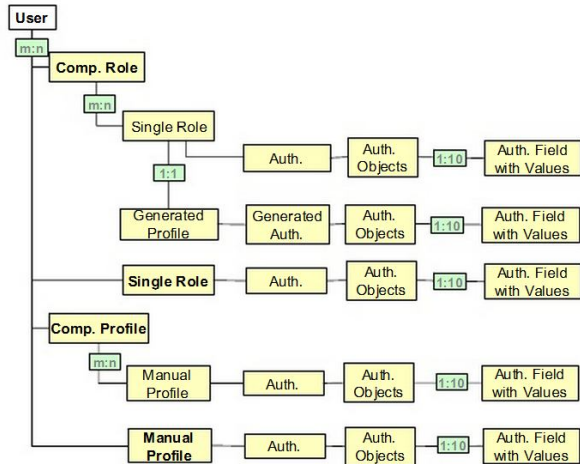 User
m:n
Comp. Role
m:n
Single Role
Auth.
Auth.
Objects
1:10
Auth. Field
with Values
1:1
Generated
Profile
Generated
Auth.
Auth.
Objects
1:10
Auth. Field
with Values
Single Role
Auth.
Auth.
Objects
1:10
Auth. Field
with Values
Comp. Profile
m:n
Manual
Profile
Auth.
Auth.
Objects
1:10
Auth. Field
with Values
Manual
Profile
Auth.
Auth.
Objects
1:10
Auth. Field
with Values